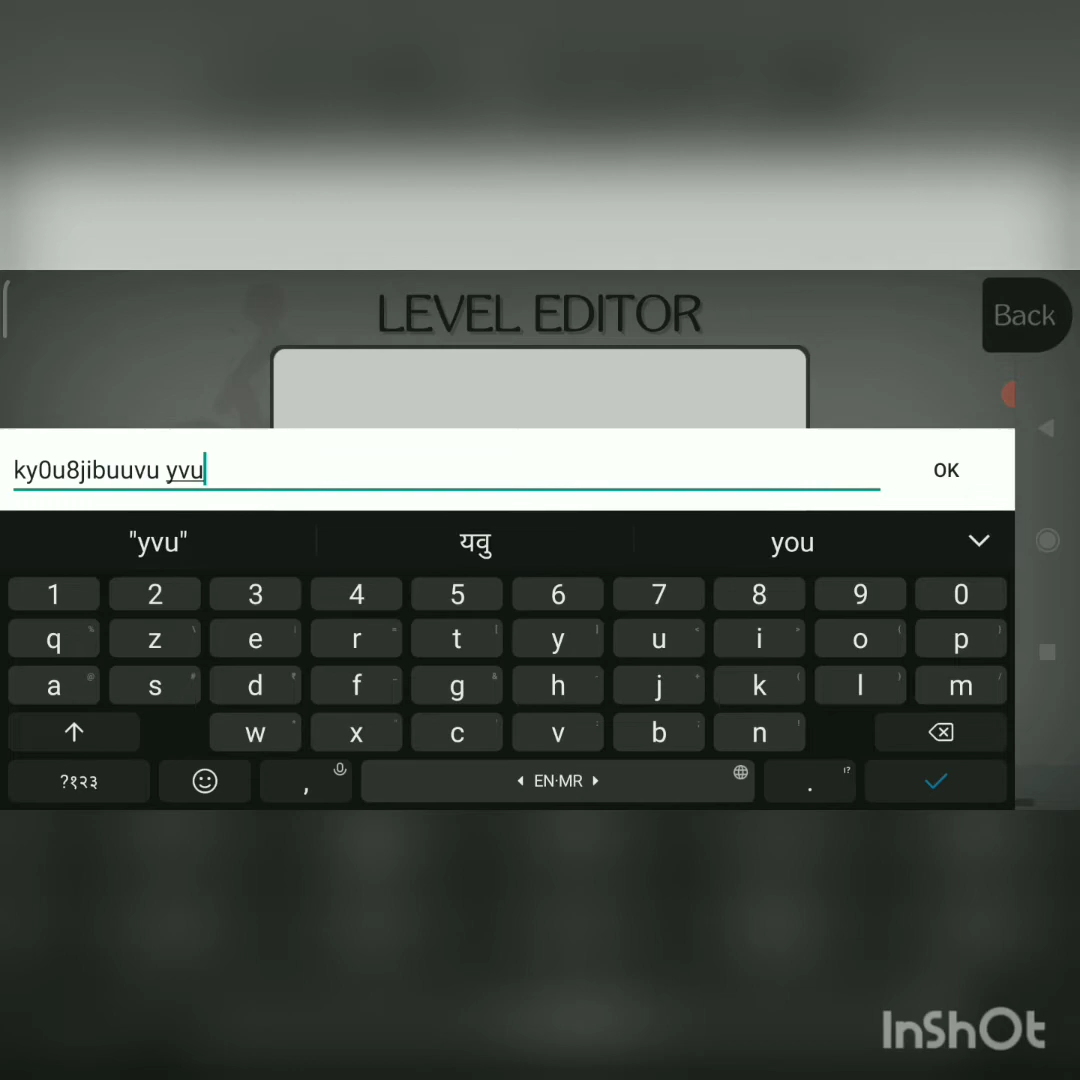 LEVEL EDITOR
Back
ky0u8jibuuvu yvu
OK
"yvu" यवु you
1 2 3 4 5 6 7 8 9 0
q z e r t y u i o p
a s d f g h j k l m
w x c v b n
?१२३ , EN·MR . !?
InShOt